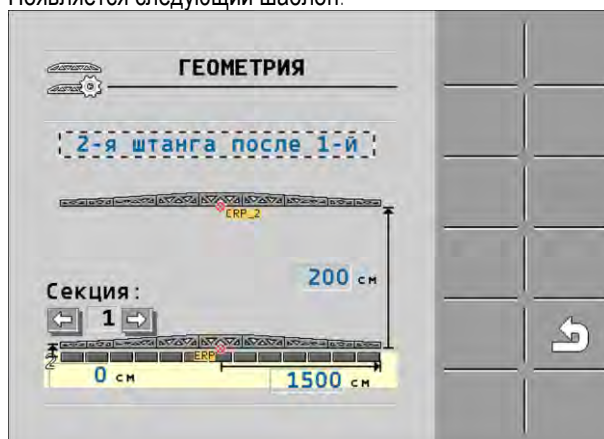 Появляется следующий шаблон:
ГЕОМЕТРИЯ
2-я штанга после 1-й
CRP_2
200 см
Секция:
1
ERP
0 см
1500 см